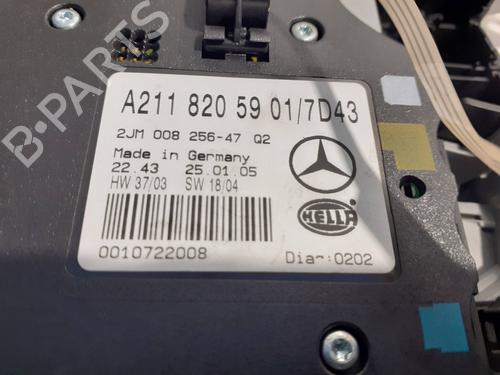 B-PARTS
A211 820 59 01/7D43
2JM 008 256-47 Q2
Made in Germany
22.43 25.01.05
HW 37/03 SW 18/04
HELLA
0010722008 Diag:0202